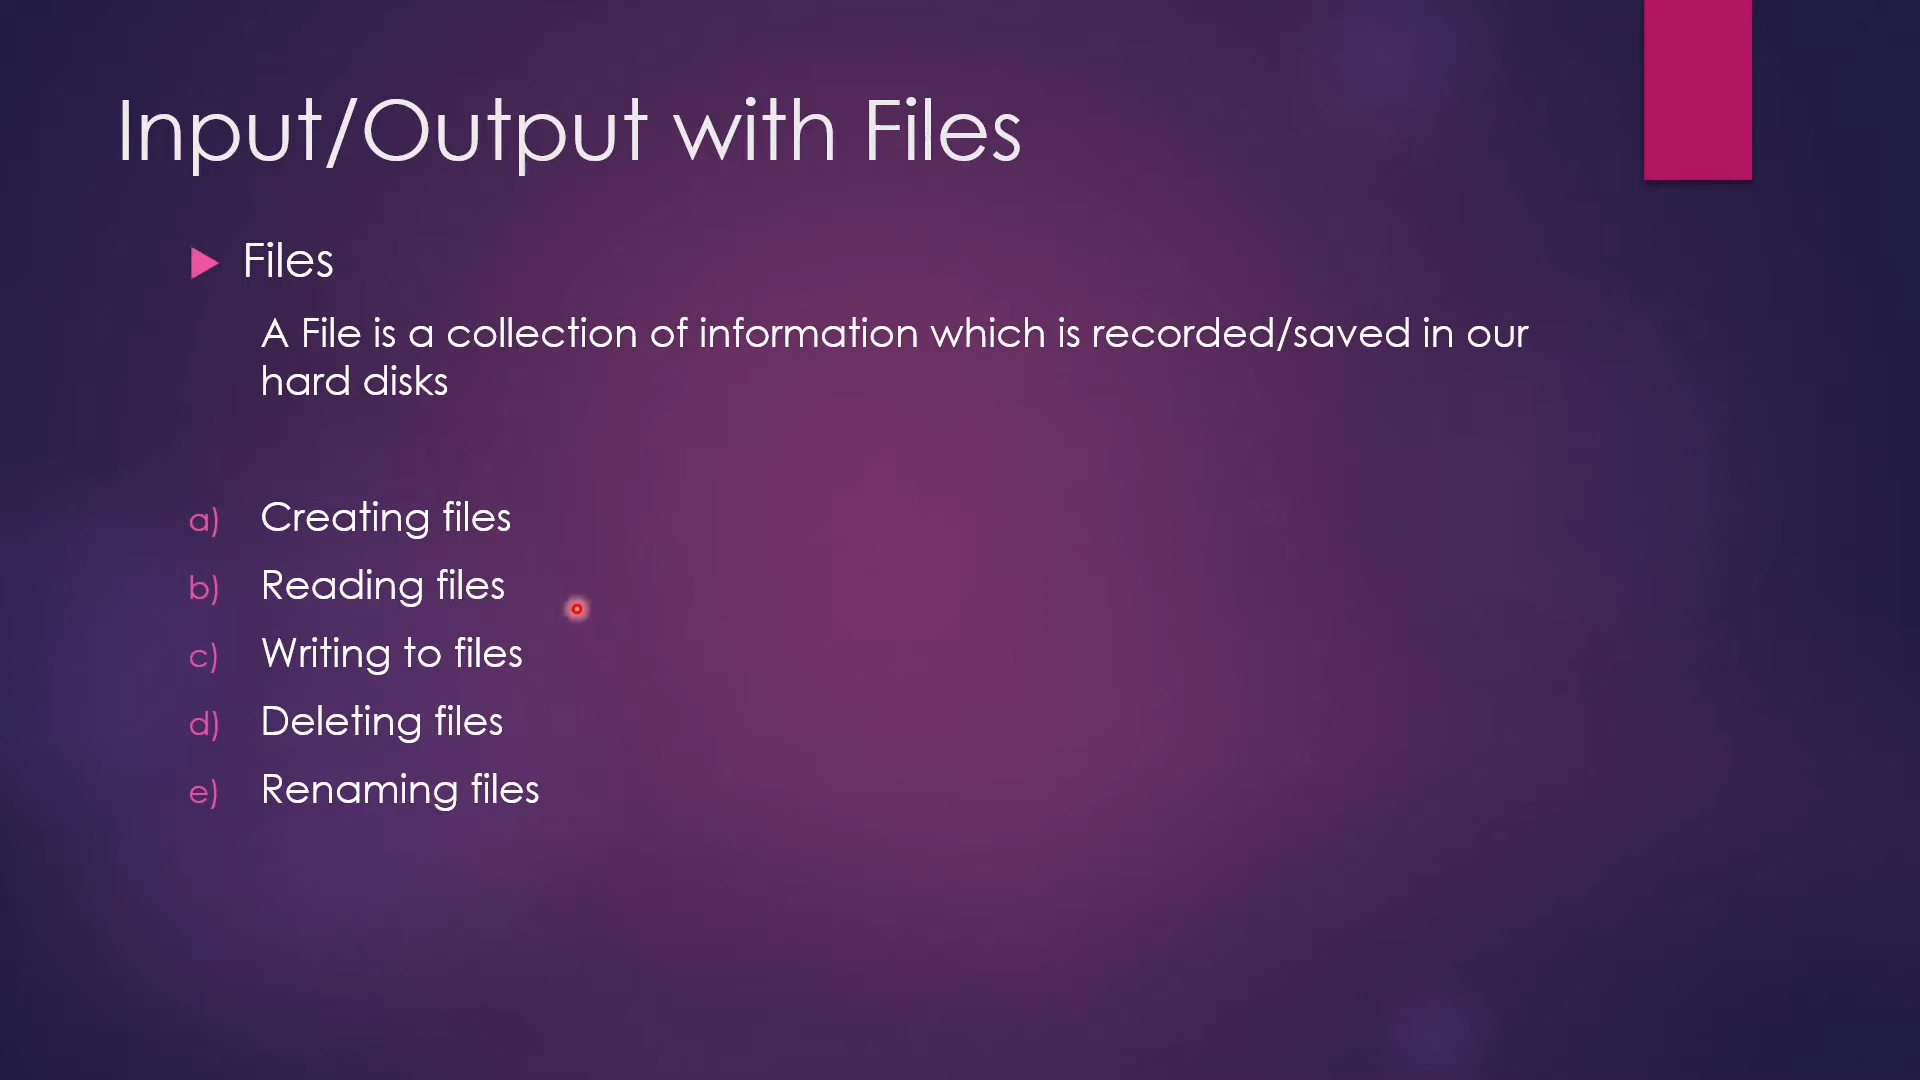 Input/Output with Files
Files
A File is a collection of information which is recorded/saved in our
hard disks
a) Creating files
b) Reading files
c) Writing to files
d) Deleting files
e) Renaming files